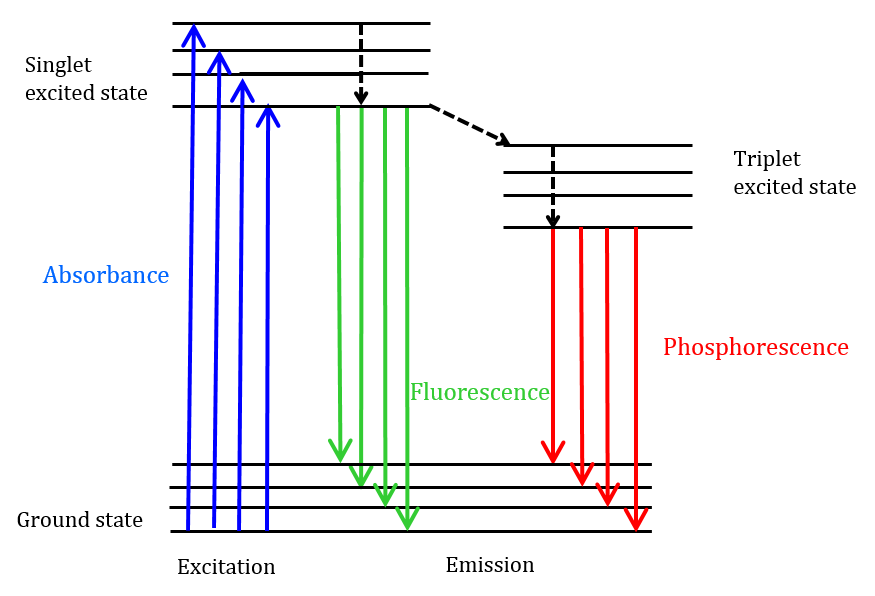 Singlet
excited state
Triplet
excited state
Absorbance
Phosphorescence
Fluorescence
Ground state
Excitation
Emission